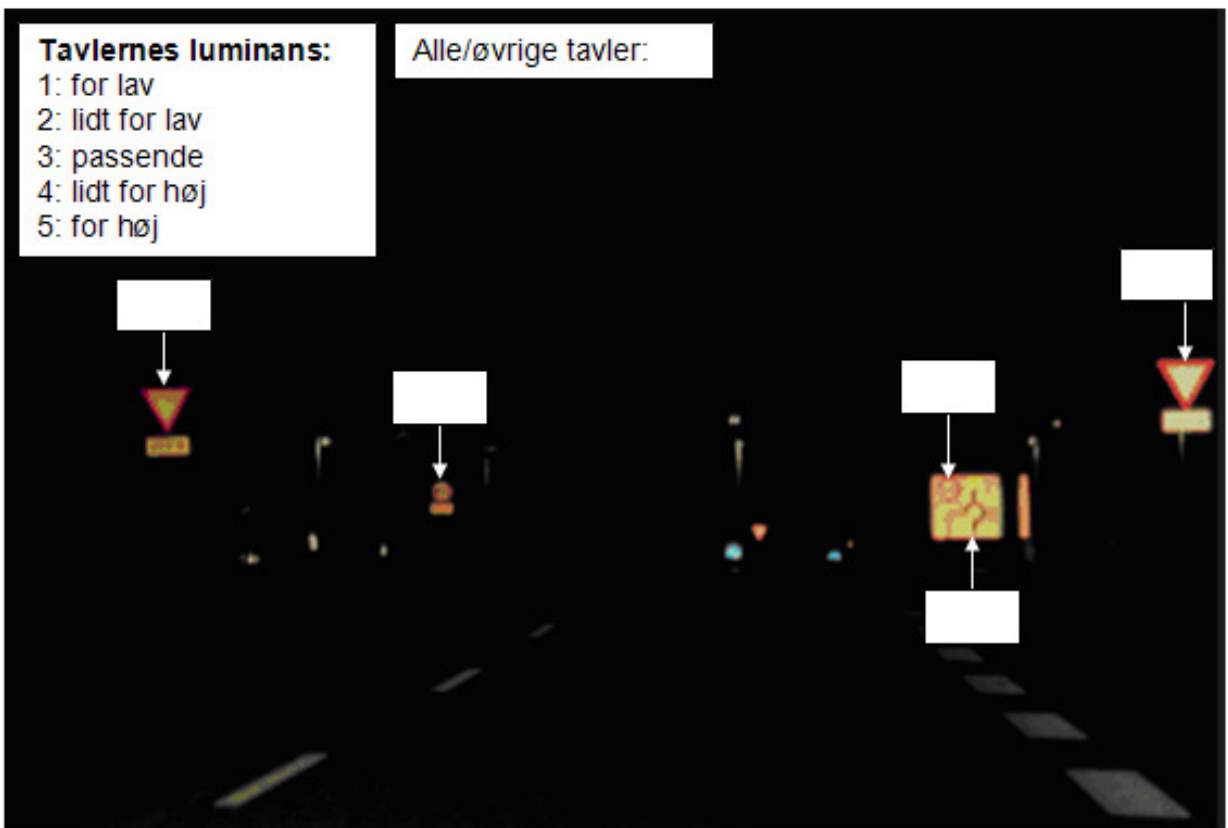 Tavlernes luminans:
1: for lav
2: lidt for lav
3: passende
4: lidt for høj
5: for høj
Alle/øvrige tavler: